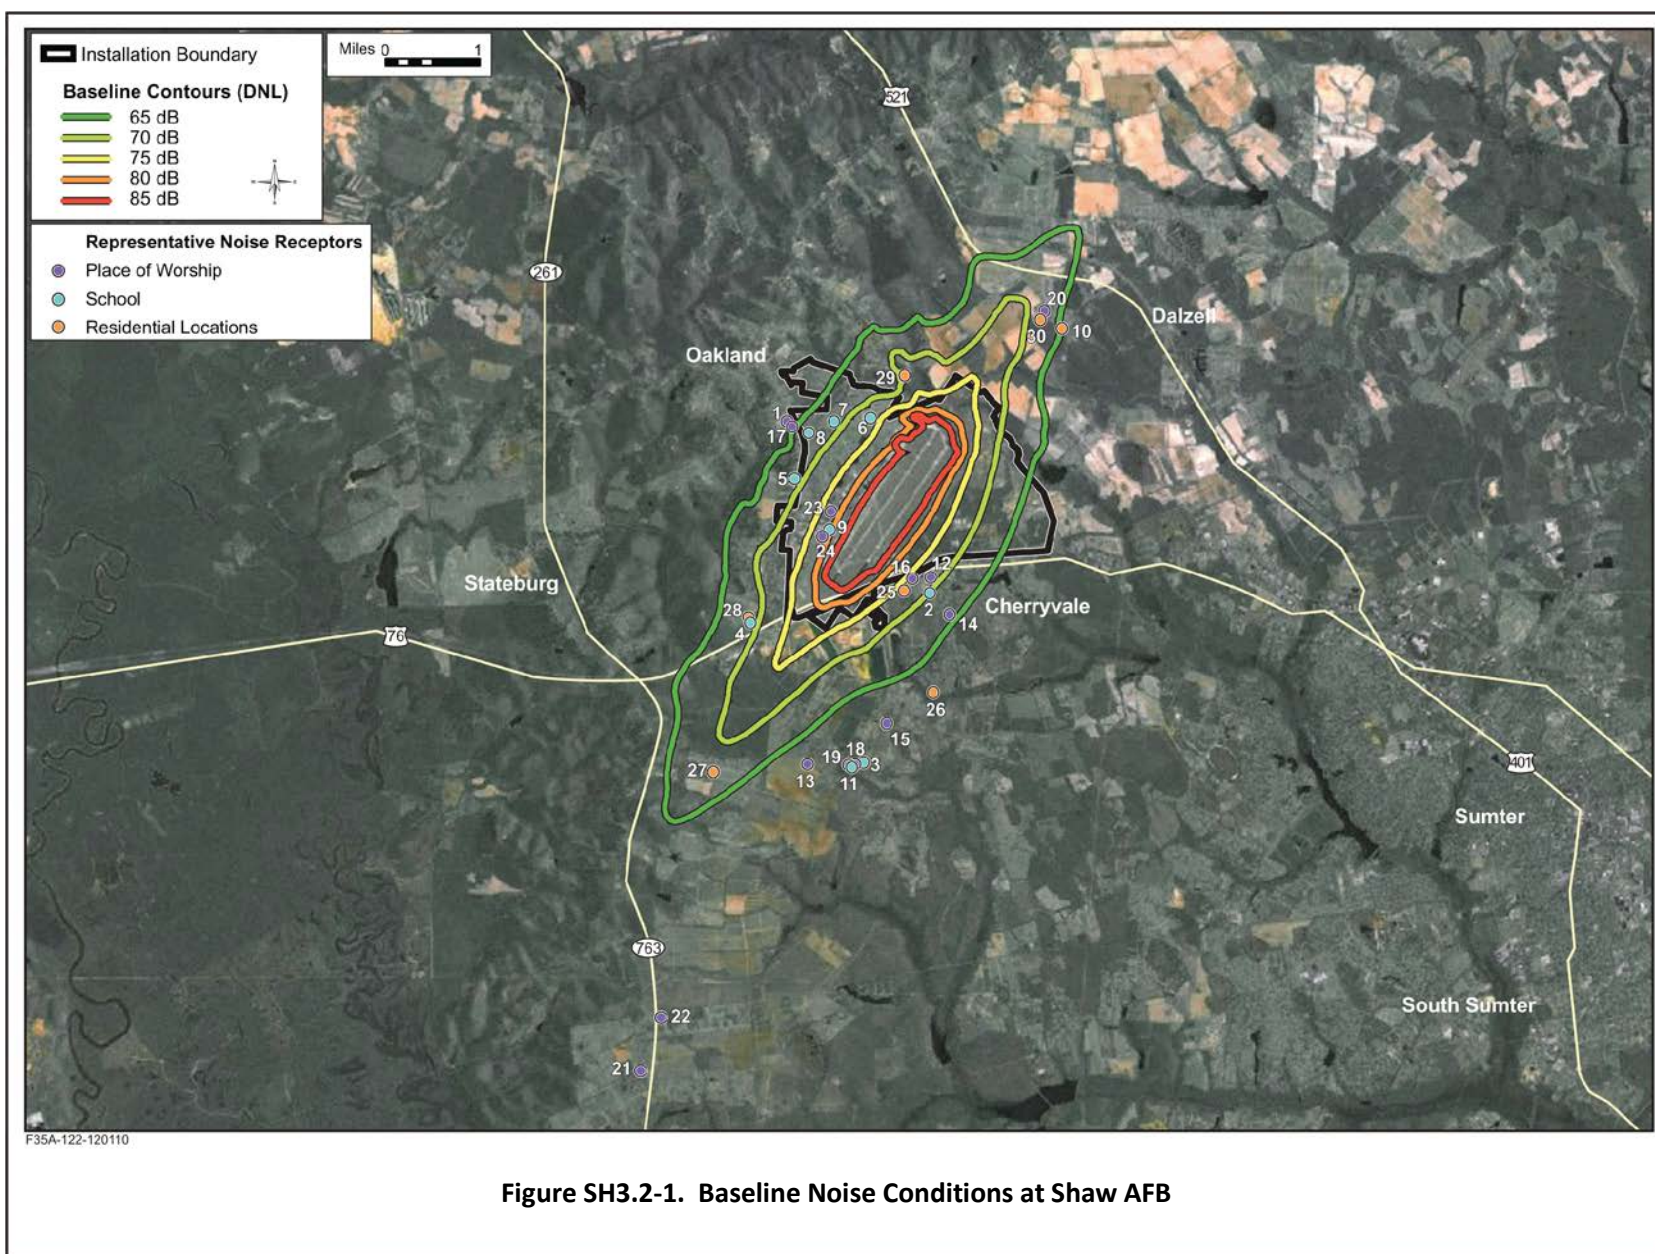 Installation Boundary
Miles 0 1
Baseline Contours (DNL)
65 dB
70 dB
75 dB
80 dB
85 dB
Representative Noise Receptors
Place of Worship
School
Residential Locations
521
261
20
Dalzell
30 10
Oakland
29
1 7
6
17 8
5
23
9
24
Stateburg
16 12
25
2
Cherryvale
14
28
4
76
26
15
27
19 18 3
13 11
401
Sumter
763
South Sumter
22
21
F35A-122-120110
Figure SH3.2-1. Baseline Noise Conditions at Shaw AFB